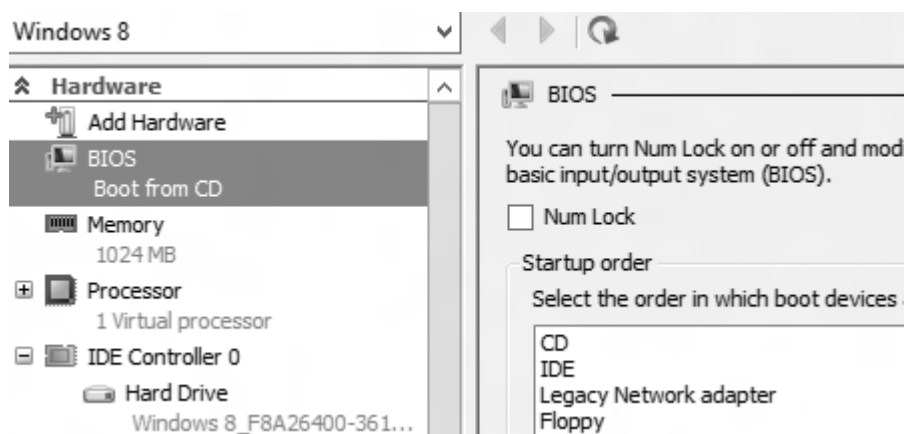 Windows 8
Hardware
Add Hardware
BIOS
Boot from CD
Memory
1024 MB
Processor
1 Virtual processor
IDE Controller 0
Hard Drive
Windows 8_F8A26400-361...
BIOS
You can turn Num Lock on or off and modi
basic input/output system (BIOS).
Num Lock
Startup order
Select the order in which boot devices
CD
IDE
Legacy Network adapter
Floppy